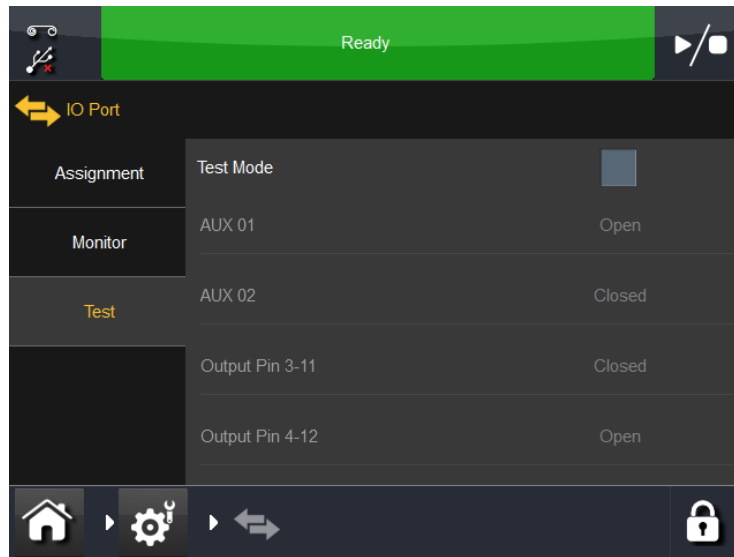 Ready
IO Port
Assignment
Test Mode
AUX 01 Open
Monitor
AUX 02 Closed
Test
Output Pin 3-11 Closed
Output Pin 4-12 Open